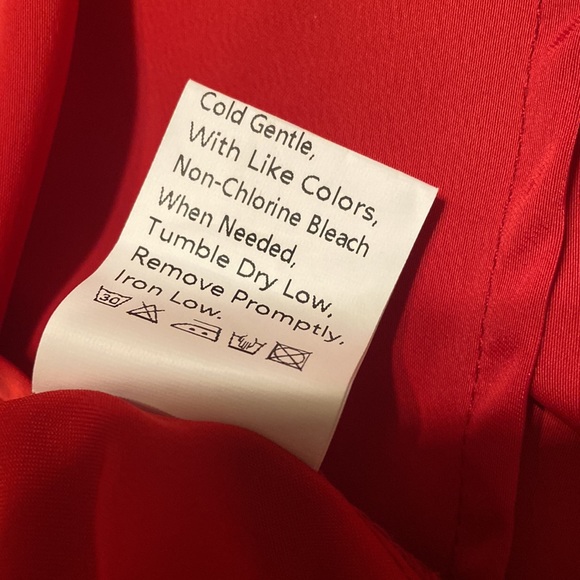 Cold Gentle,
With Like Colors,
Non-Chlorine Bleach
When Needed,
Tumble Dry Low,
Remove Promptly,
Iron Low.
30